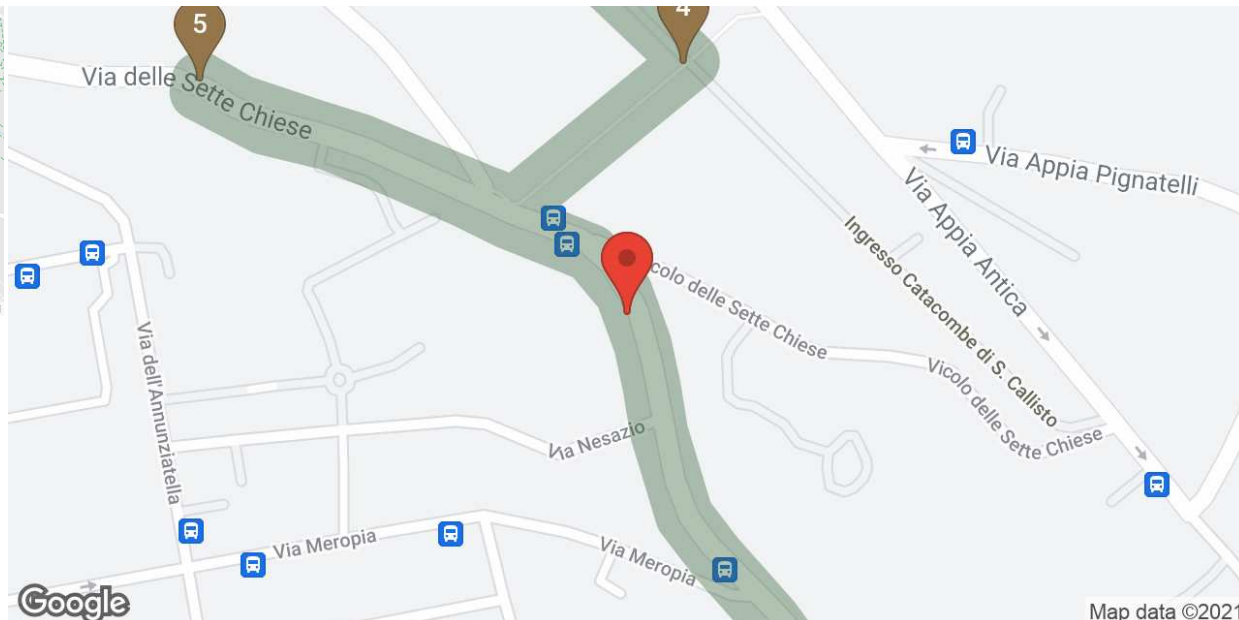 5
4
Via delle Sette Chiese
Via Appia Pignatelli
Via Appia Antica
Ingresso Catacombe di S. Callisto
colo delle Sette Chiese
Vicolo delle Sette Chiese
Via dell'Annunziatella
Via Nesazio
Via Meropia
Via Meropia
Google
Map data ©2021